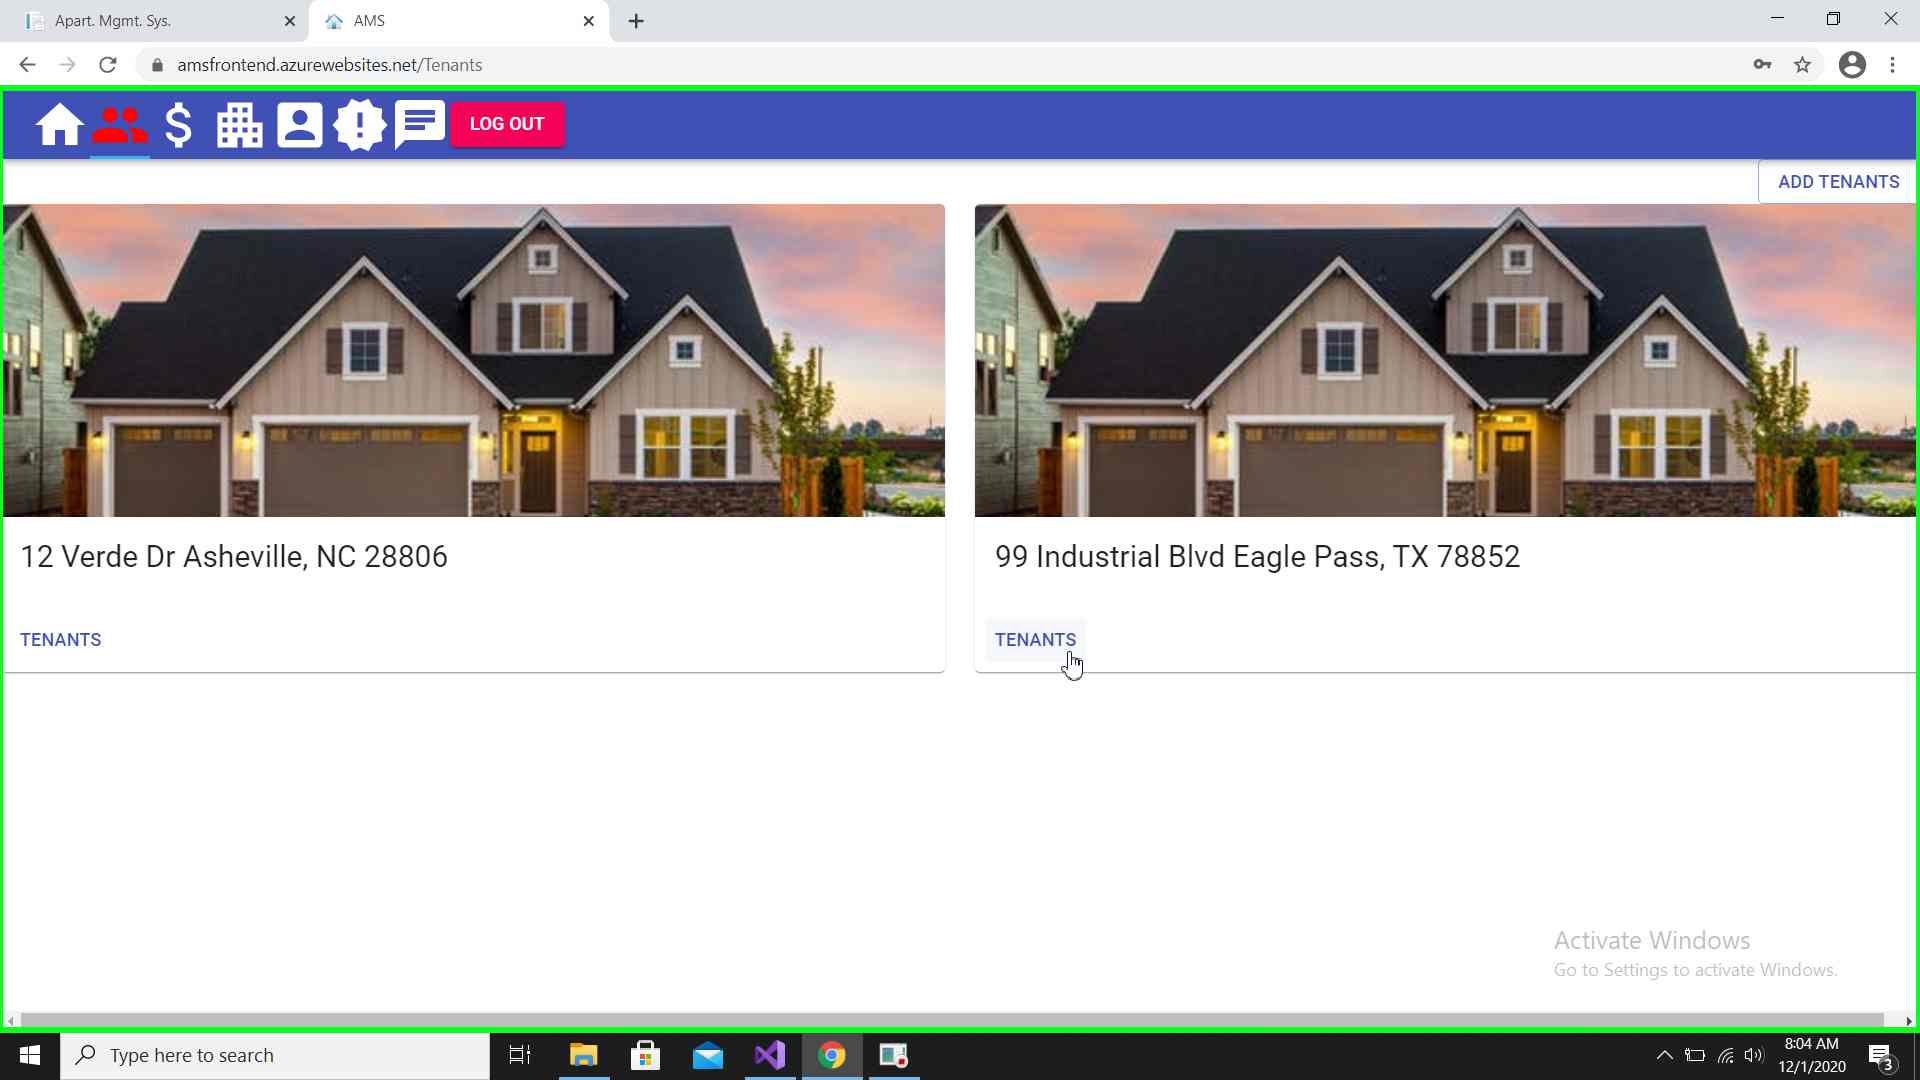 Apart. Mgmt. Sys.
AMS
amsfrontend.azurewebsites.net/Tenants
LOG OUT
ADD TENANTS
12 Verde Dr Asheville, NC 28806
99 Industrial Blvd Eagle Pass, TX 78852
TENANTS
TENANTS
Activate Windows
Go to Settings to activate Windows.
Type here to search
8:04 AM
12/1/2020
3